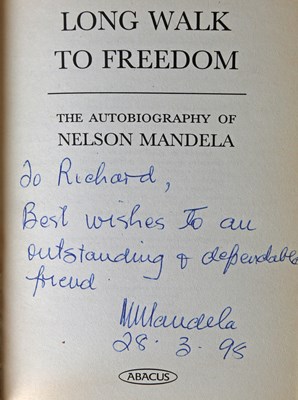 LONG WALK
TO FREEDOM
THE AUTOBIOGRAPHY OF
NELSON MANDELA
To Richard,
Best wishes to an
outstanding & dependable
friend
NMandela
28. 3. 98
ABACUS